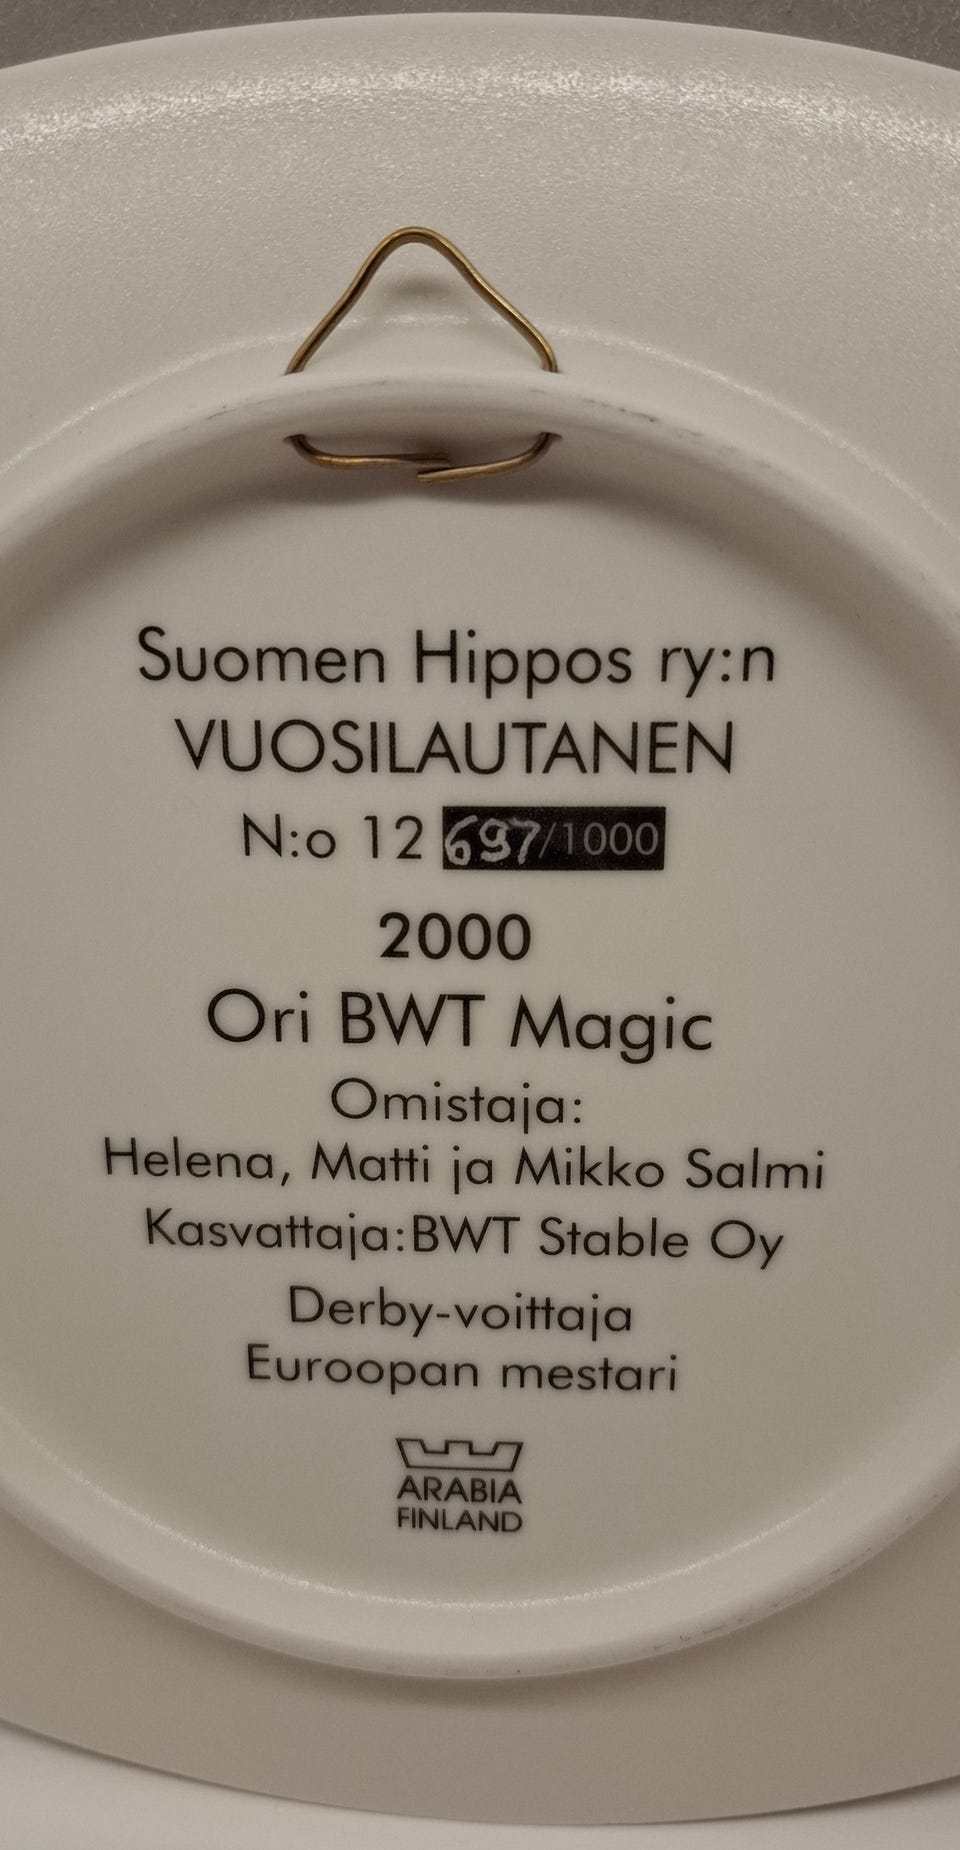 Suomen Hippos ry:n
VUOSILAUTANEN
N:o 12 697/1000
2000
Ori BWT Magic
Omistaja:
Helena, Matti ja Mikko Salmi
Kasvattaja:BWT Stable Oy
Derby-voittaja
Euroopan mestari
ARABIA
FINLAND